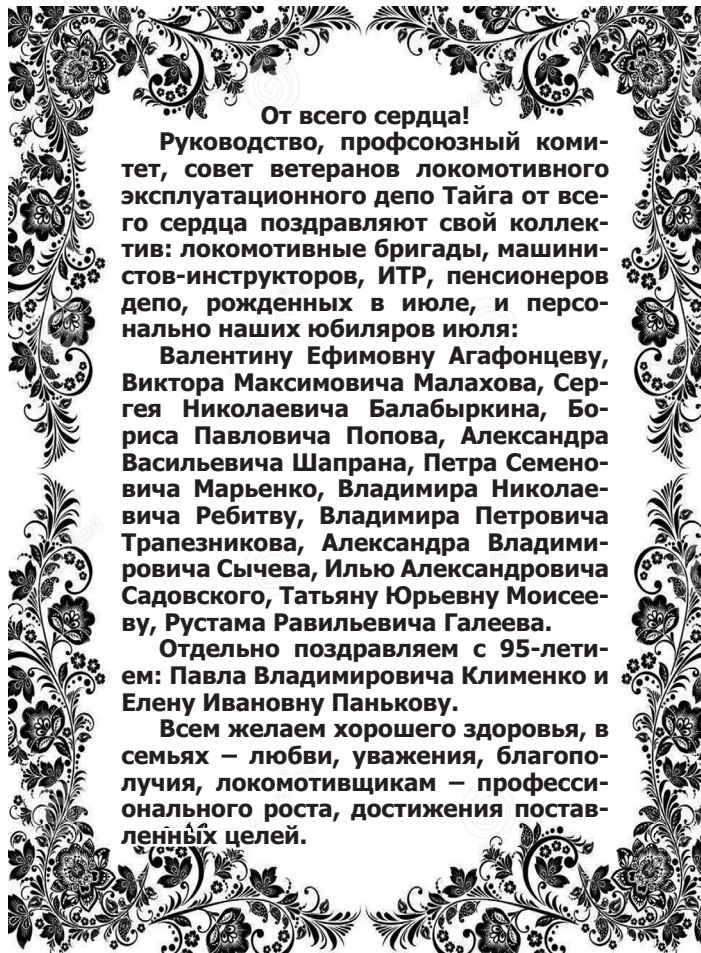 От всего сердца!
Руководство, профсоюзный коми-
тет, совет ветеранов локомотивного
эксплуатационного депо Тайга от все-
го сердца поздравляют свой коллек-
тив: локомотивные бригады, машини-
стов-инструкторов, ИТР, пенсионеров
депо, рожденных в июле, и персо-
нально наших юбиляров июля:
Валентину Ефимовну Агафонцеву,
Виктора Максимовича Малахова, Сер-
гея Николаевича Балабыркина, Бо-
риса Павловича Попова, Александра
Васильевича Шапрана, Петра Семено-
вича Марьенко, Владимира Николае-
вича Ребитву, Владимира Петровича
Трапезникова, Александра Владими-
ровича Сычева, Илью Александровича
Садовского, Татьяну Юрьевну Моисее-
ву, Рустама Равильевича Галеева.
Отдельно поздравляем с 95-лети-
ем: Павла Владимировича Клименко и
Елену Ивановну Панькову.
Всем желаем хорошего здоровья, в
семьях – любви, уважения, благопо-
лучия, локомотивщикам – професси-
онального роста, достижения постав-
ленных целей.